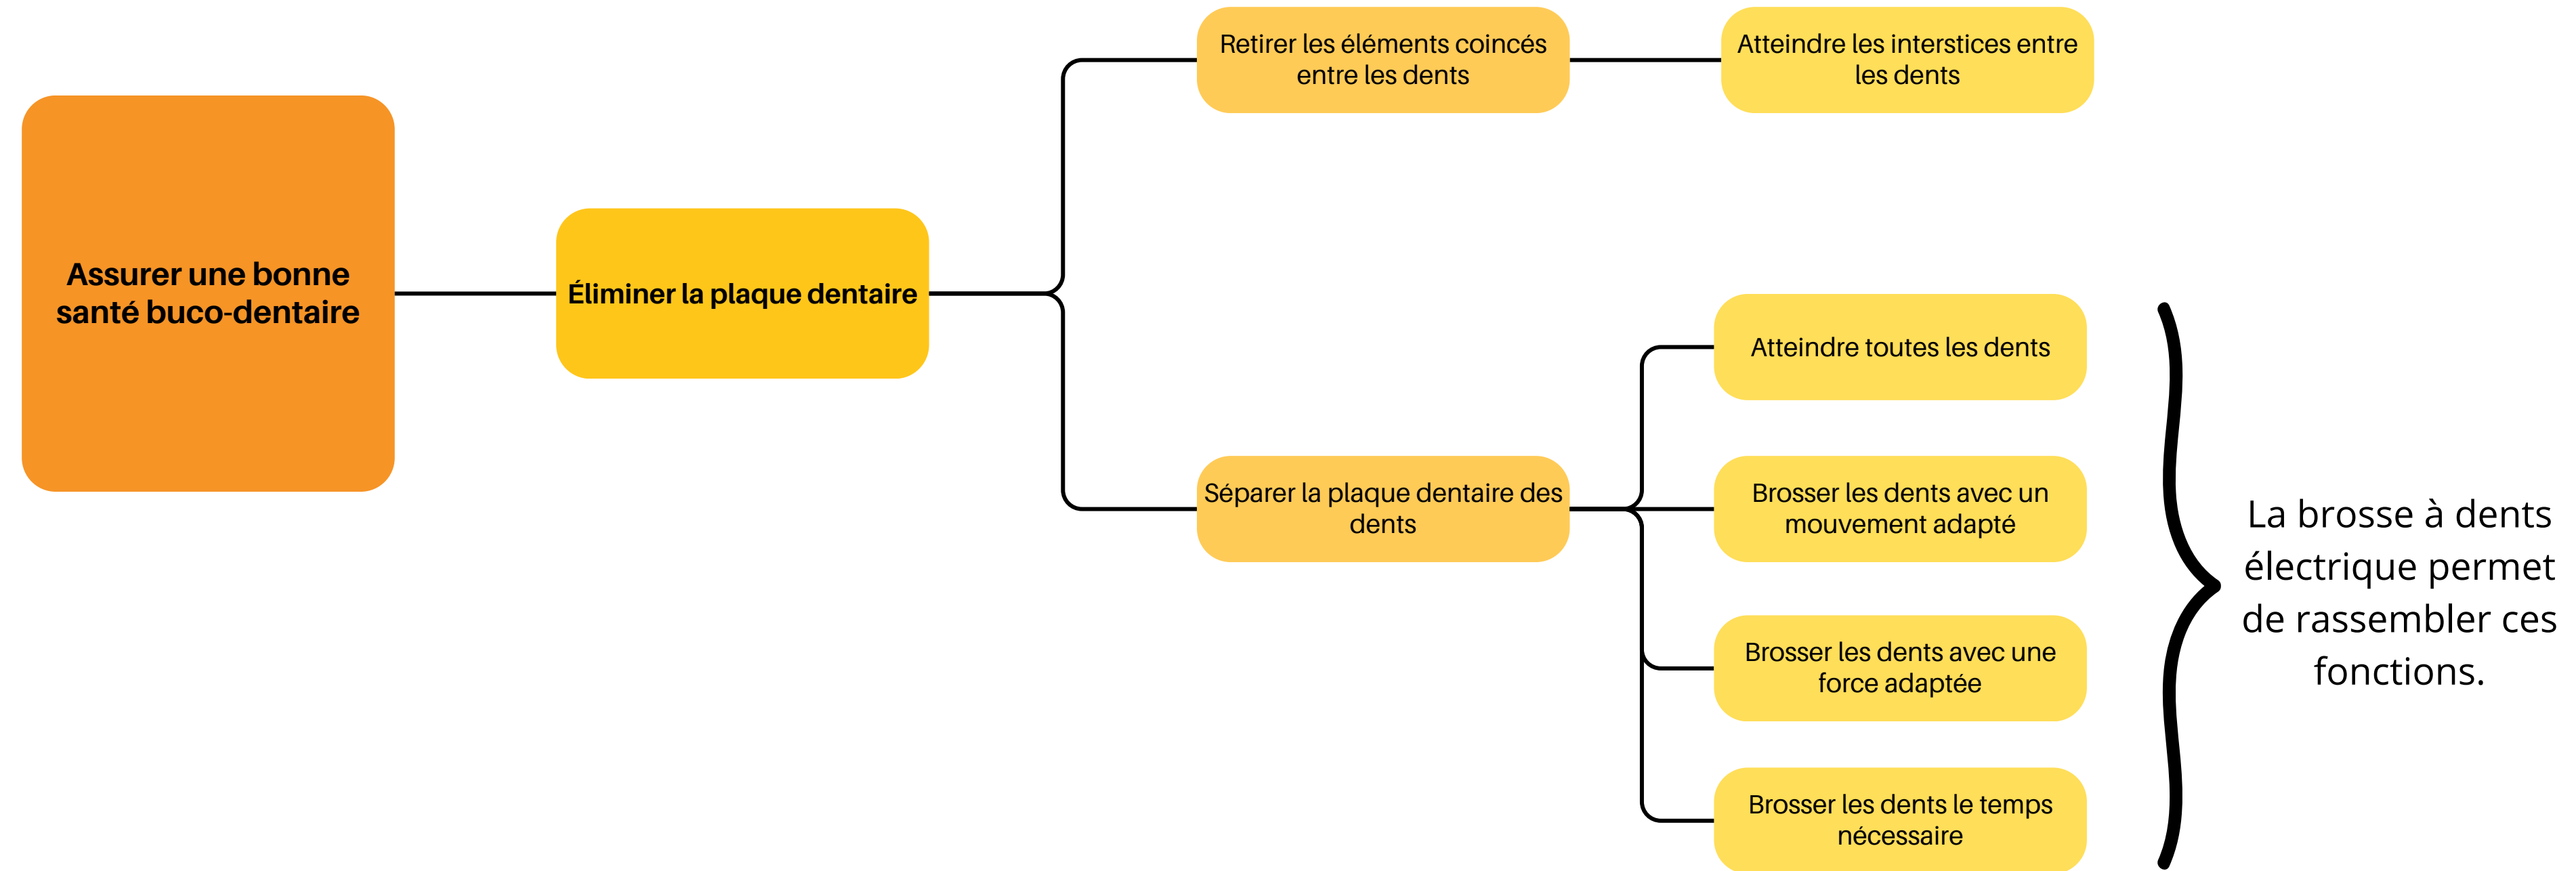 Assurer une bonne
santé buco-dentaire
Éliminer la plaque dentaire
Retirer les éléments coincés
entre les dents
Atteindre les interstices entre
les dents
Séparer la plaque dentaire des
dents
Atteindre toutes les dents
Brosser les dents avec un
mouvement adapté
Brosser les dents avec une
force adaptée
Brosser les dents le temps
nécessaire
La brosse à dents
électrique permet
de rassembler ces
fonctions.